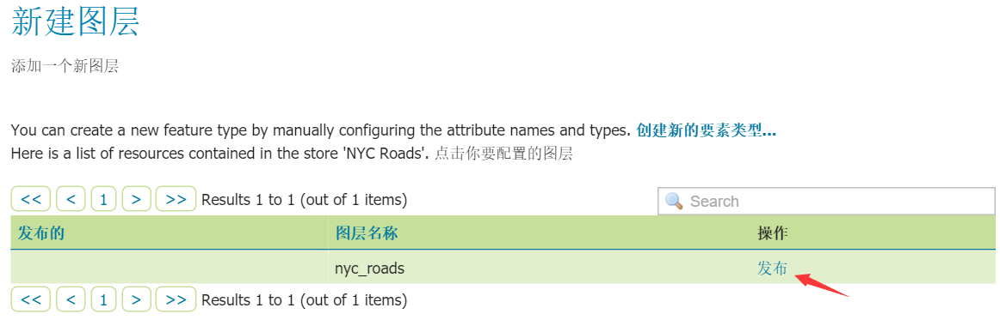 新建图层
添加一个新图层
You can create a new feature type by manually configuring the attribute names and types. 创建新的要素类型...
Here is a list of resources contained in the store 'NYC Roads'. 点击你要配置的图层
<< < 1 > >> Results 1 to 1 (out of 1 items) Search
发布的 图层名称 操作
nyc_roads 发布
<< < 1 > >> Results 1 to 1 (out of 1 items)